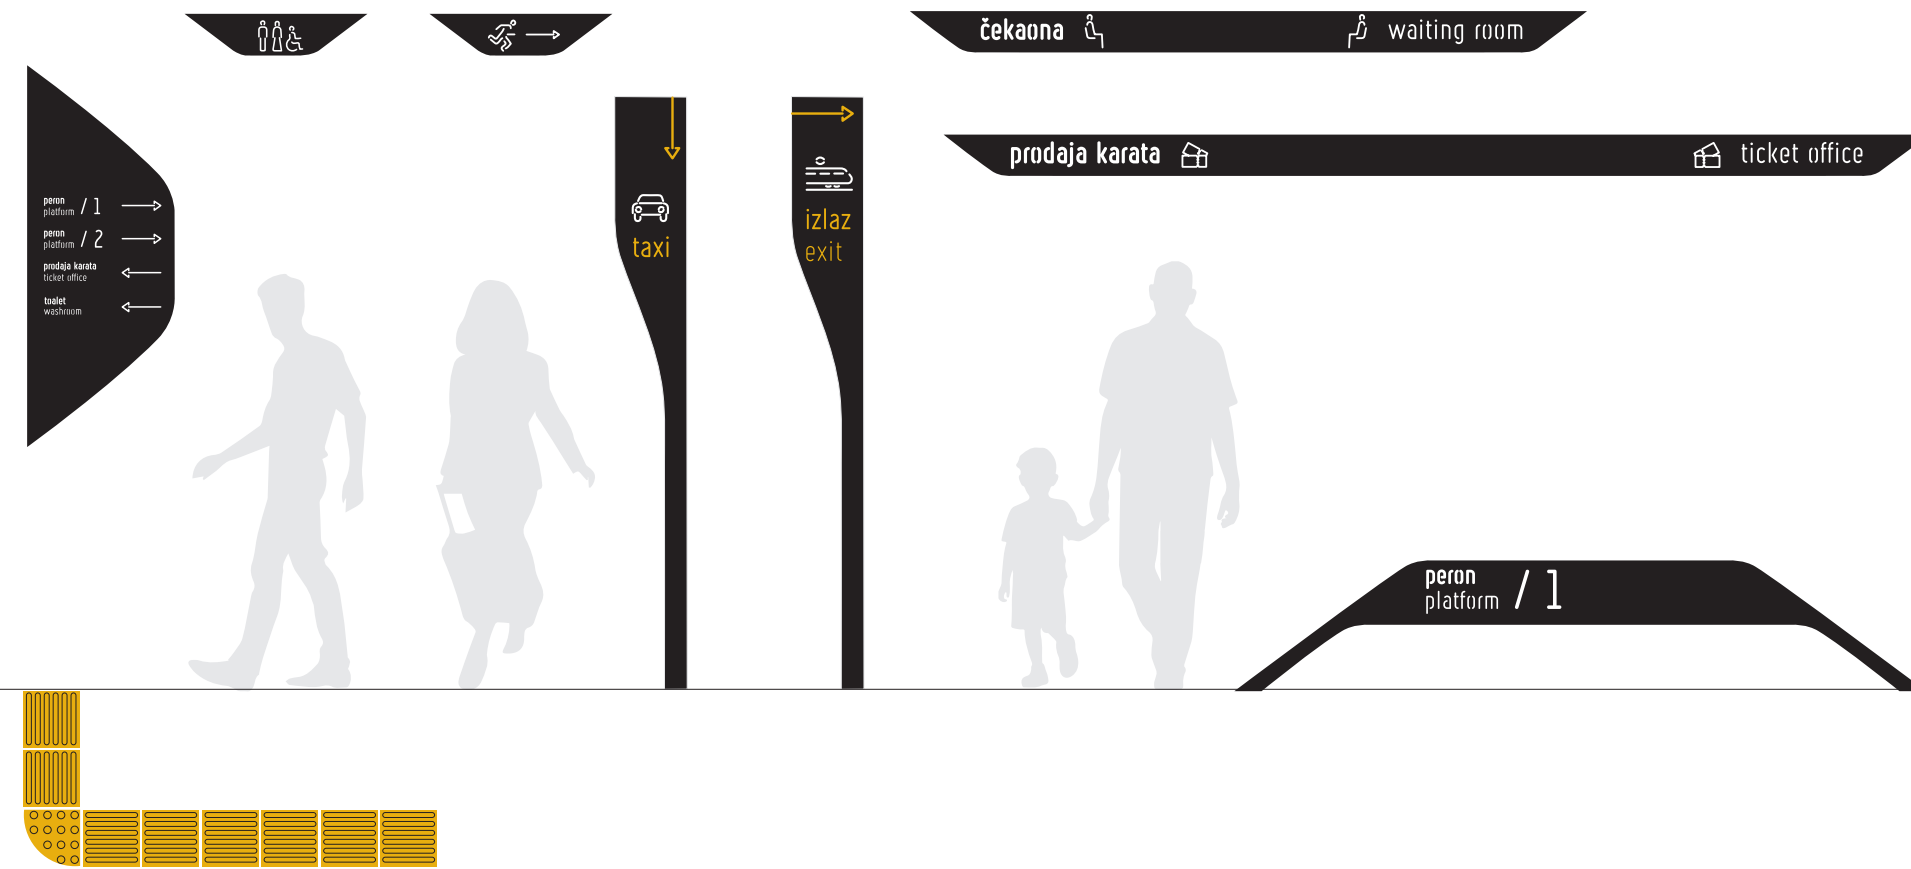 čekaona
waiting room
prodaja karata
ticket office
peron
platform / 1
peron
platform / 2
prodaja karata
ticket office
toalet
washroom
taxi
izlaz
exit
peron
platform / 1